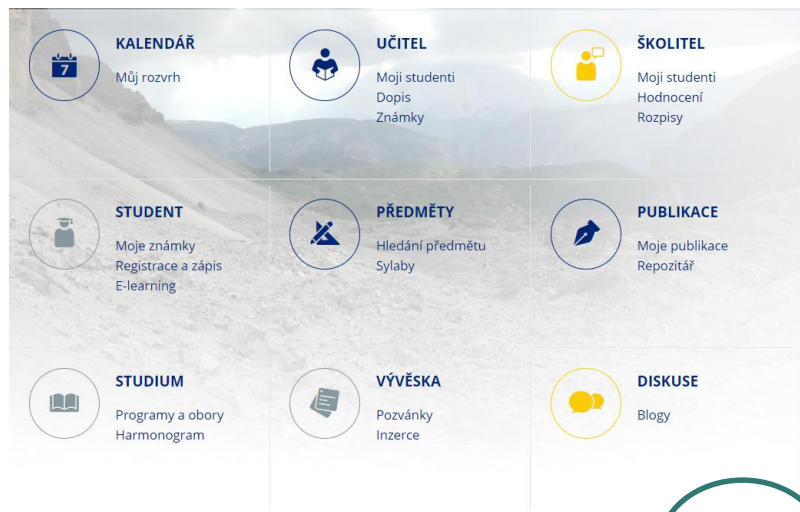 KALENDÁŘ
Můj rozvrh
UČITEL
Moji studenti
Dopis
Známky
ŠKOLITEL
Moji studenti
Hodnocení
Rozpisy
STUDENT
Moje známky
Registrace a zápis
E-learning
PŘEDMĚTY
Hledání předmětu
Sylaby
PUBLIKACE
Moje publikace
Repozitář
STUDIUM
Programy a obory
Harmonogram
VÝVĚSKA
Pozvánky
Inzerce
DISKUSE
Blogy
7